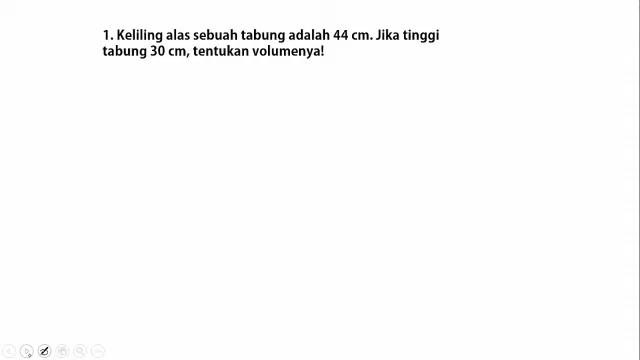 1. Keliling alas sebuah tabung adalah 44 cm. Jika tinggi
tabung 30 cm, tentukan volumenya!